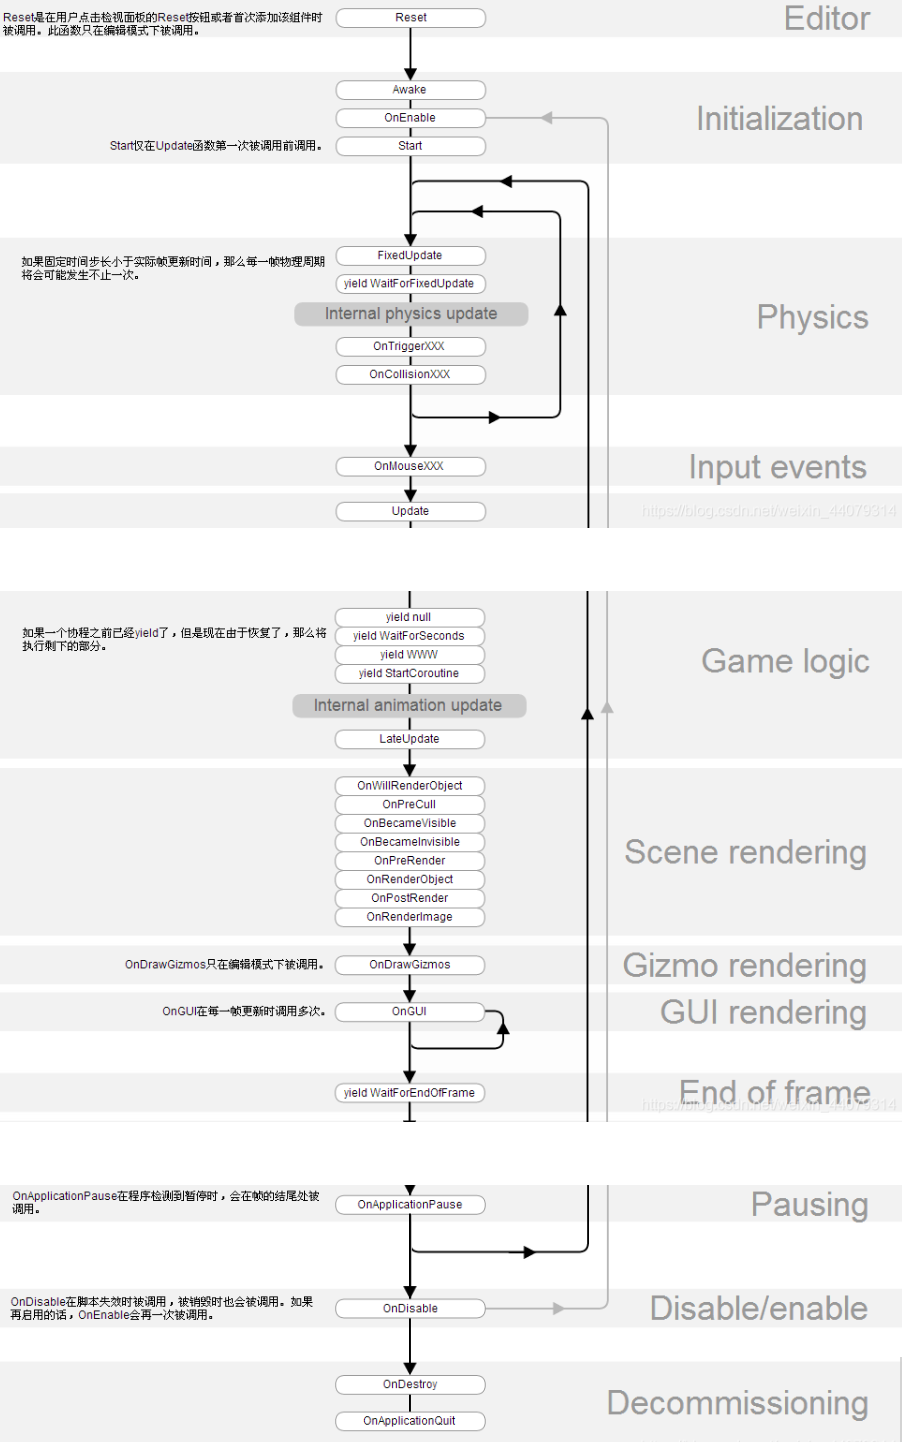 Reset是在用户点击检视面板的Reset按钮或者首次添加该组件时
被调用。此函数只在编辑模式下被调用。
Reset
Editor
Awake
OnEnable
Initialization
Start仅在Update函数第一次被调用前调用。
Start
如果固定时间步长小于实际帧更新时间，那么每一帧物理周期
将会可能发生不止一次。
FixedUpdate
yield WaitForFixedUpdate
Internal physics update
Physics
OnTriggerXXX
OnCollisionXXX
OnMouseXXX
Input events
Update
https://blog.csdn.net/weixin_44079314
如果一个协程之前已经yield了，但是现在由于恢复了，那么将
执行剩下的部分。
yield null
yield WaitForSeconds
yield WWW
yield StartCoroutine
Game logic
Internal animation update
LateUpdate
OnWillRenderObject
OnPreCull
OnBecameVisible
OnBecameInvisible
OnPreRender
OnRenderObject
OnPostRender
OnRenderImage
Scene rendering
OnDrawGizmos只在编辑模式下被调用。
OnDrawGizmos
Gizmo rendering
OnGUI在每一帧更新时调用多次。
OnGUI
GUI rendering
yield WaitForEndOfFrame
End of frame
https://blog.csdn.net/weixin_44079314
OnApplicationPause在程序检测到暂停时，会在帧的结尾处被
调用。
OnApplicationPause
Pausing
OnDisable在脚本失效时被调用，被销毁时也会被调用。如果
再启用的话，OnEnable会再一次被调用。
OnDisable
Disable/enable
OnDestroy
Decommissioning
OnApplicationQuit